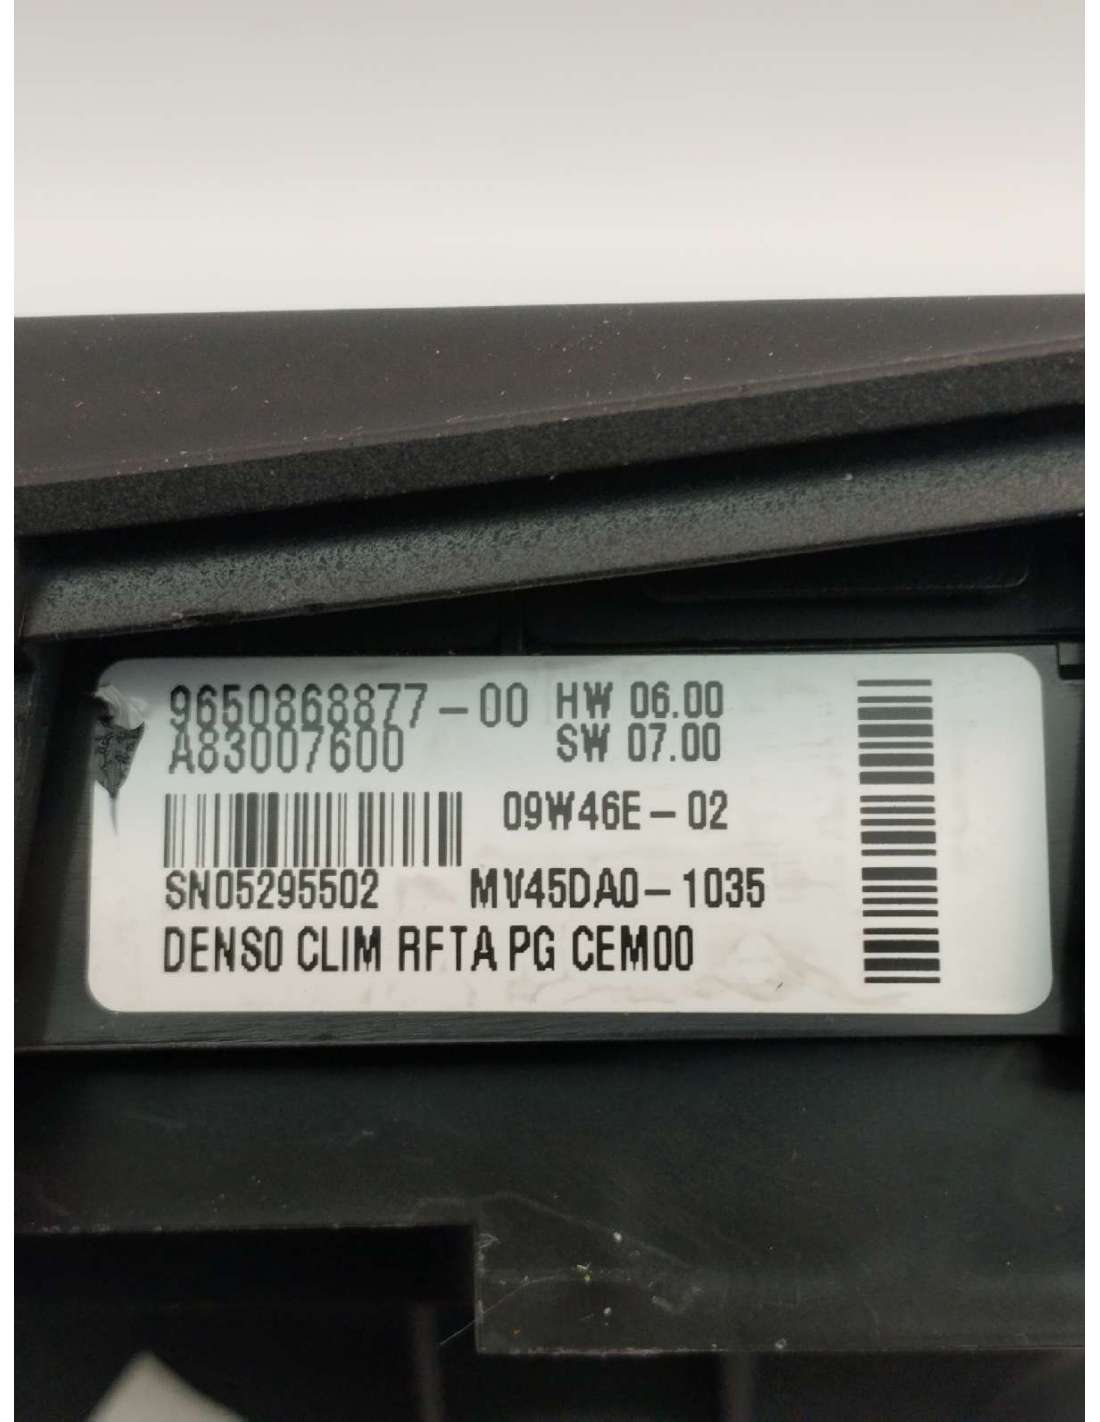 9650868877-00 HW 06.00
A83007600 SW 07.00
09W46E-02
SN05295502 MV45DA0-1035
DENSO CLIM RFTA PG CEM00